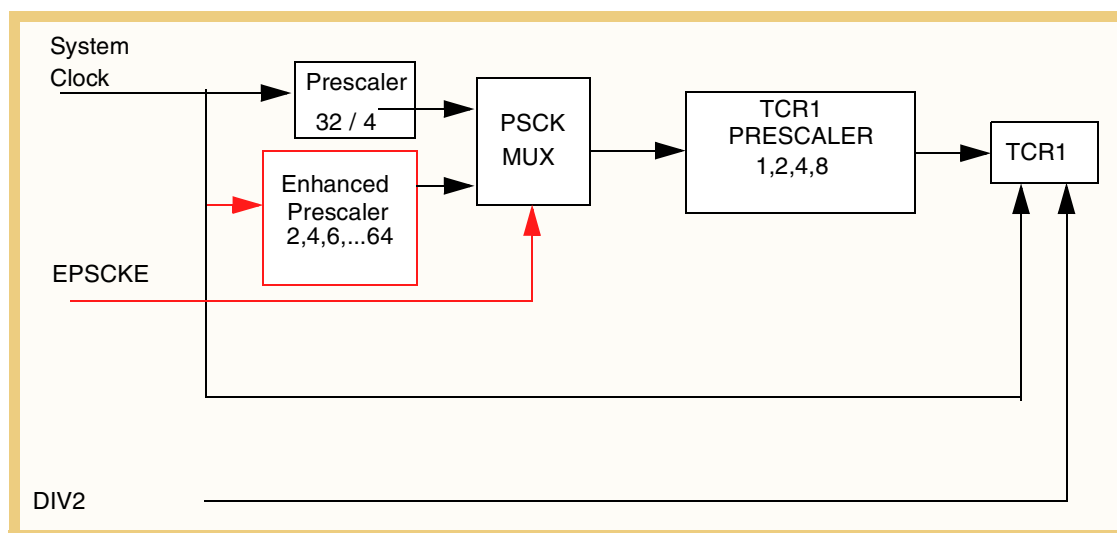 System
Clock
Prescaler
32 / 4
PSCK
MUX
TCR1
PRESCALER
1,2,4,8
TCR1
Enhanced
Prescaler
2,4,6,...64
EPSCKE
DIV2